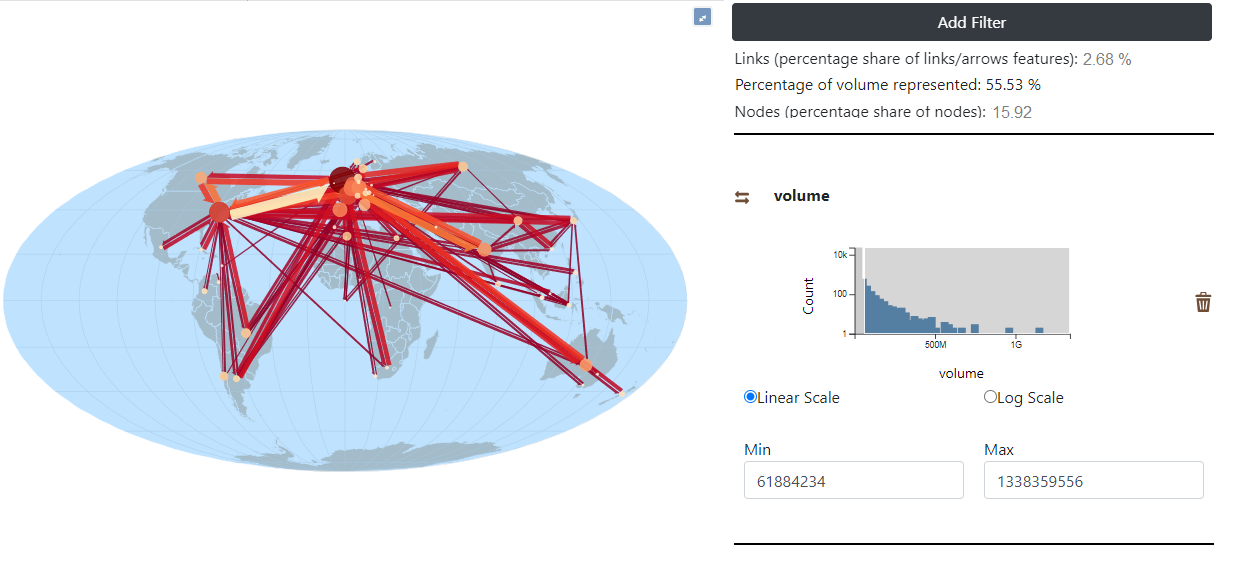 Add Filter
Links (percentage share of links/arrows features): 2.68 %
Percentage of volume represented: 55.53 %
Nodes (percentage share of nodes): 15.92
volume
10k
100
1
Count
500M 1G
volume
Linear Scale Log Scale
Min Max
61884234 1338359556